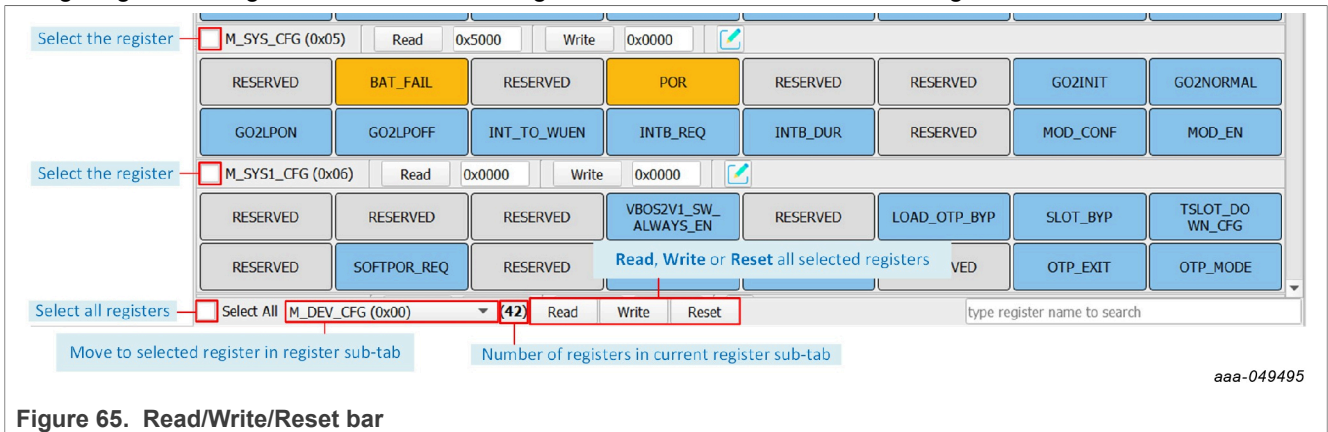 Select the register
M_SYS_CFG (0x05) Read 0x5000 Write 0x0000
RESERVED BAT_FAIL RESERVED POR RESERVED RESERVED GO2INIT GO2NORMAL
GO2LPON GO2LPOFF INT_TO_WUEN INTB_REQ INTB_DUR RESERVED MOD_CONF MOD_EN
Select the register
M_SYS1_CFG (0x06) Read 0x0000 Write 0x0000
RESERVED RESERVED RESERVED VBOS2V1_SW_ RESERVED LOAD_OTP_BYP SLOT_BYP TSLOT_DO
ALWAYS_EN WN_CFG
Read, Write or Reset all selected registers
RESERVED SOFTPOR_REQ RESERVED VED OTP_EXIT OTP_MODE
Select all registers
Select All M_DEV_CFG (0x00) (42) Read Write Reset type register name to search
Move to selected register in register sub-tab
Number of registers in current register sub-tab
aaa-049495
Figure 65. Read/Write/Reset bar